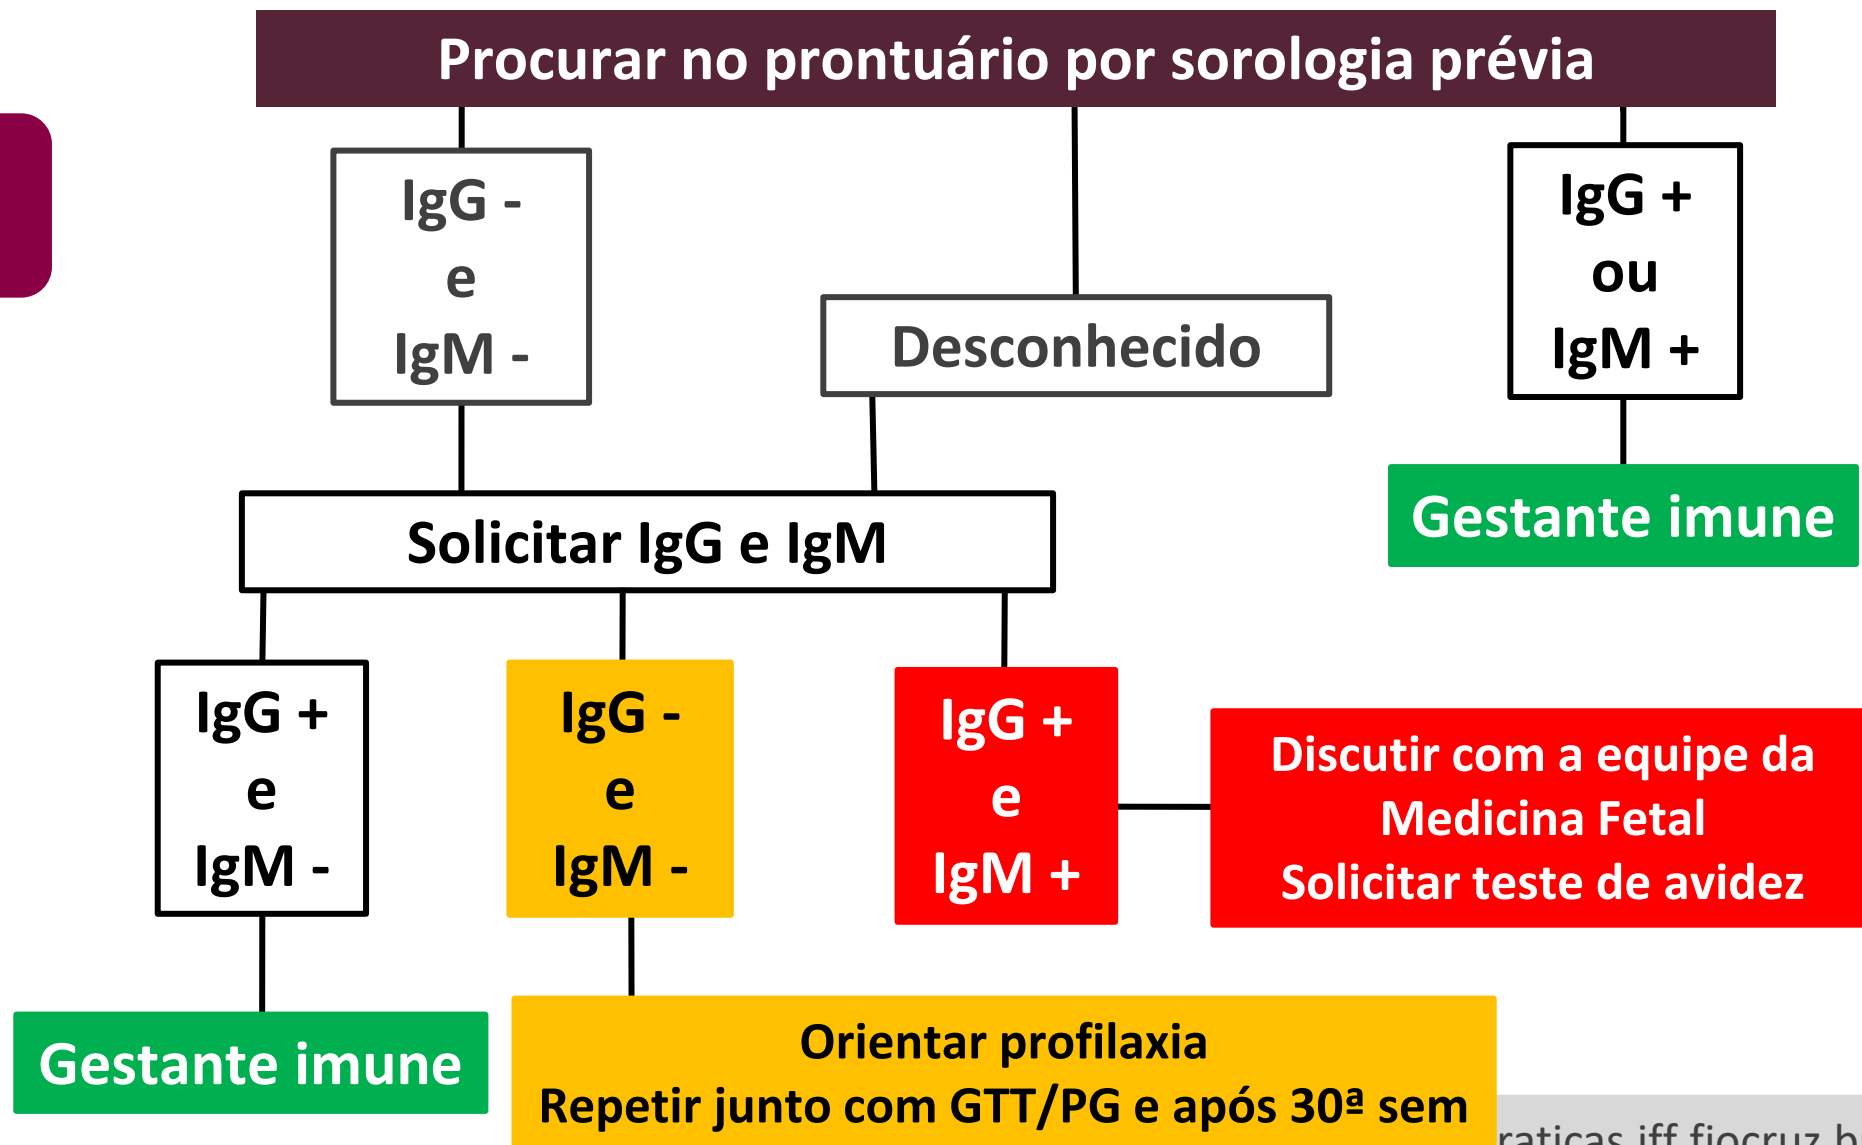 Procurar no prontuário por sorologia prévia
IgG -
e
IgM -
Desconhecido
IgG +
ou
IgM +
Gestante imune
Solicitar IgG e IgM
IgG +
e
IgM -
IgG -
e
IgM -
IgG +
e
IgM +
Discutir com a equipe da
Medicina Fetal
Solicitar teste de avidez
Gestante imune
Orientar profilaxia
Repetir junto com GTT/PG e após 30ª sem